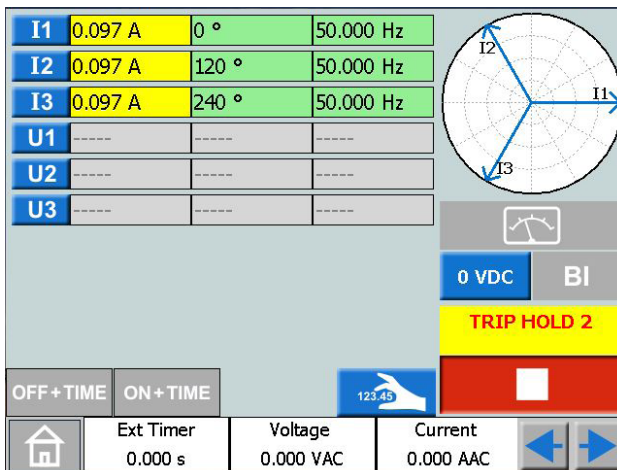 I1 0.097 A 0 ° 50.000 Hz
I2 0.097 A 120 ° 50.000 Hz
I3 0.097 A 240 ° 50.000 Hz
U1 ----- ----- -----
U2 ----- ----- -----
U3 ----- ----- -----
I2
I1
I3
0 VDC BI
TRIP HOLD 2
OFF+TIME ON+TIME 123.45
Ext Timer Voltage Current
0.000 s 0.000 VAC 0.000 AAC